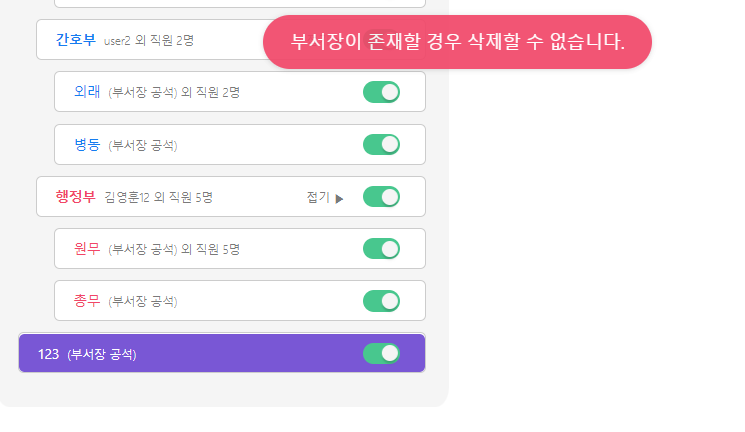 부서장이 존재할 경우 삭제할 수 없습니다.
간호부 user2 외 직원 2명
외래 (부서장 공석) 외 직원 2명
병동 (부서장 공석)
행정부 김영훈12 외 직원 5명 접기 ▶
원무 (부서장 공석) 외 직원 5명
총무 (부서장 공석)
123 (부서장 공석)